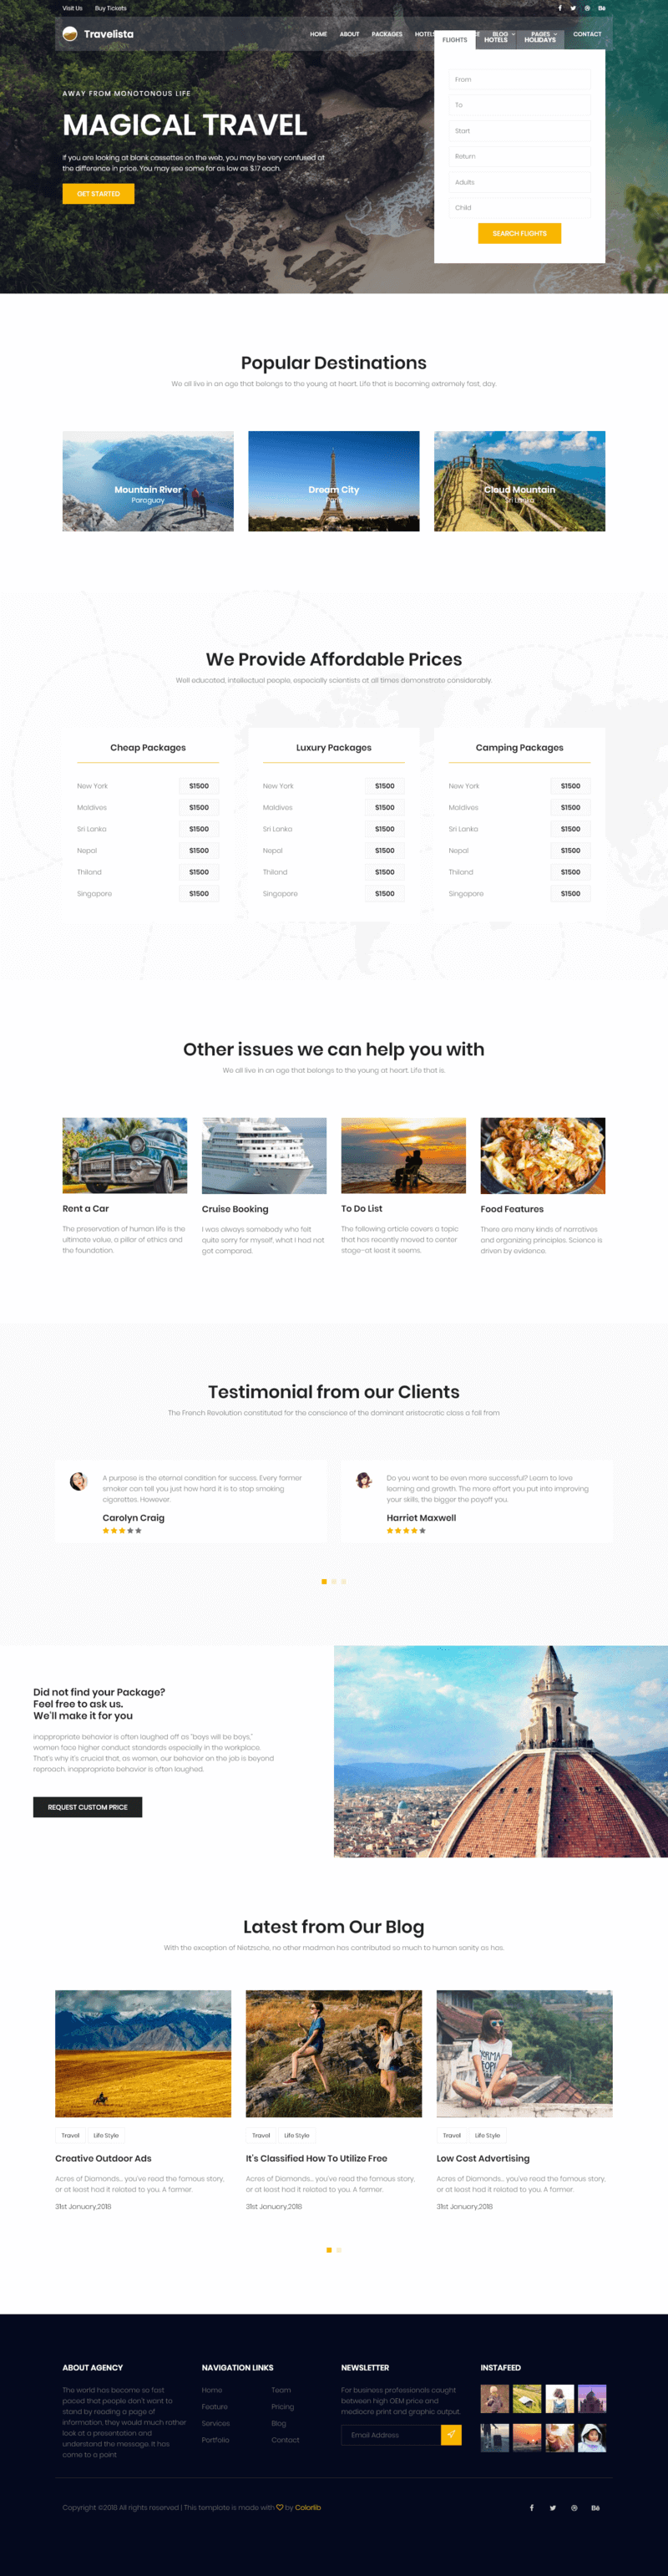 Visit Us Buy Tickets
Travelista
HOME ABOUT PACKAGES HOTELS BLOG PAGES CONTACT
FLIGHTS HOTELS HOLIDAYS
AWAY FROM MONOTONOUS LIFE
MAGICAL TRAVEL
If you are looking at blank cassettes on the web, you may be very confused at
the difference in price. You may see some for as low as $.17 each.
GET STARTED
From
To
Start
Return
Adults
Child
SEARCH FLIGHTS
Popular Destinations
We all live in an age that belongs to the young at heart. Life that is becoming extremely fast, day.
Mountain River
Paraguay
Dream City
Cloud Mountain
Sri Lanka
We Provide Affordable Prices
Well educated, intellectual people, especially scientists at all times demonstrate considerably.
Cheap Packages
New York $1500
Maldives $1500
Sri Lanka $1500
Nepal $1500
Thiland $1500
Singapore $1500
Luxury Packages
New York $1500
Maldives $1500
Sri Lanka $1500
Nepal $1500
Thiland $1500
Singapore $1500
Camping Packages
New York $1500
Maldives $1500
Sri Lanka $1500
Nepal $1500
Thiland $1500
Singapore $1500
Other issues we can help you with
We all live in an age that belongs to the young at heart. Life that is.
Rent a Car
The preservation of human life is the
ultimate value, a pillar of ethics and
the foundation.
Cruise Booking
I was always somebody who felt
quite sorry for myself, what I had not
got compared.
To Do List
The following article covers a topic
that has recently moved to center
stage–at least it seems.
Food Features
There are many kinds of narratives
and organizing principles. Science is
driven by evidence.
Testimonial from our Clients
The French Revolution constituted for the conscience of the dominant aristocratic class a fall from
A purpose is the eternal condition for success. Every former
smoker can tell you just how hard it is to stop smoking
cigarettes. However.
Carolyn Craig
Do you want to be even more successful? Learn to love
learning and growth. The more effort you put into improving
your skills, the bigger the payoff you.
Harriet Maxwell
Did not find your Package?
Feel free to ask us.
We'll make it for you
inappropriate behavior is often laughed off as "boys will be boys,"
women face higher conduct standards especially in the workplace.
That's why it's crucial that, as women, our behavior on the job is beyond
reproach. inappropriate behavior is often laughed.
REQUEST CUSTOM PRICE
Latest from Our Blog
With the exception of Nietzsche, no other madman has contributed so much to human sanity as has.
Travel Life Style
Creative Outdoor Ads
Acres of Diamonds... you've read the famous story,
or at least had it related to you. A farmer.
31st January,2018
Travel Life Style
It's Classified How To Utilize Free
Acres of Diamonds... you've read the famous story,
or at least had it related to you. A farmer.
31st January,2018
Travel Life Style
Low Cost Advertising
Acres of Diamonds... you've read the famous story,
or at least had it related to you. A farmer.
31st January,2018
ABOUT AGENCY
The world has become so fast
paced that people don't want to
stand by reading a page of
information, they would much rather
look at a presentation and
understand the message. It has
come to a point
NAVIGATION LINKS
Home Team
Feature Pricing
Services Blog
Portfolio Contact
NEWSLETTER
For business professionals caught
between high OEM price and
mediocre print and graphic output.
Email Address
INSTAFEED
Copyright ©2018 All rights reserved | This template is made with by Colorlib